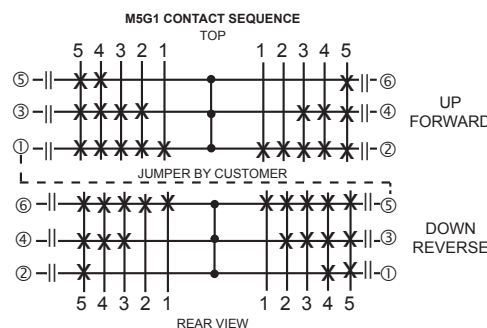 M5G1 CONTACT SEQUENCE
TOP
5 4 3 2 1 1 2 3 4 5
⑤ ⑥
③ ④
① ②
UP
FORWARD
JUMPER BY CUSTOMER
⑥ ⑤
④ ③
② ①
DOWN
REVERSE
5 4 3 2 1 1 2 3 4 5
REAR VIEW